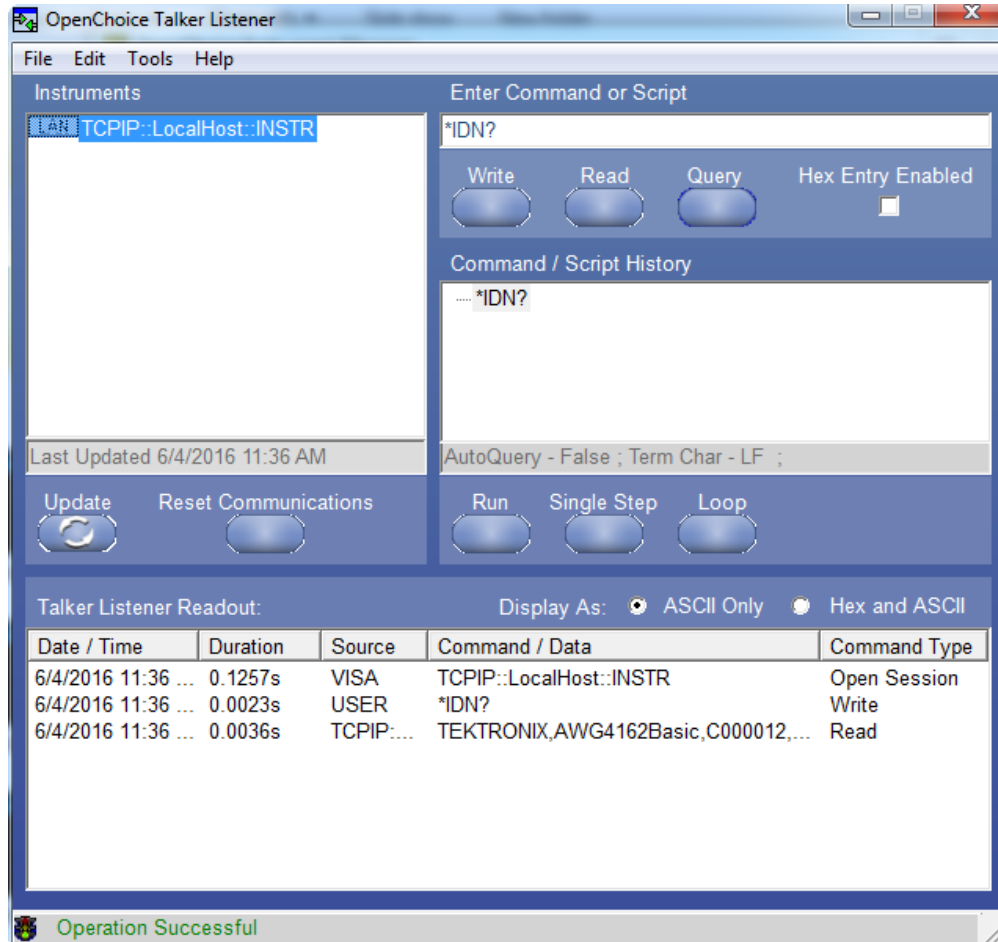 OpenChoice Talker Listener
File Edit Tools Help
Instruments
LAN TCPIP::LocalHost::INSTR
Last Updated 6/4/2016 11:36 AM
Update Reset Communications
Enter Command or Script
*IDN?
Write Read Query Hex Entry Enabled
Command / Script History
*IDN?
AutoQuery - False ; Term Char - LF ;
Run Single Step Loop
Talker Listener Readout: Display As: ASCII Only Hex and ASCII
Date / Time Duration Source Command / Data Command Type
6/4/2016 11:36 ... 0.1257s VISA TCPIP::LocalHost::INSTR Open Session
6/4/2016 11:36 ... 0.0023s USER *IDN? Write
6/4/2016 11:36 ... 0.0036s TCPIP:... TEKTRONIX,AWG4162Basic,C000012,... Read
Operation Successful